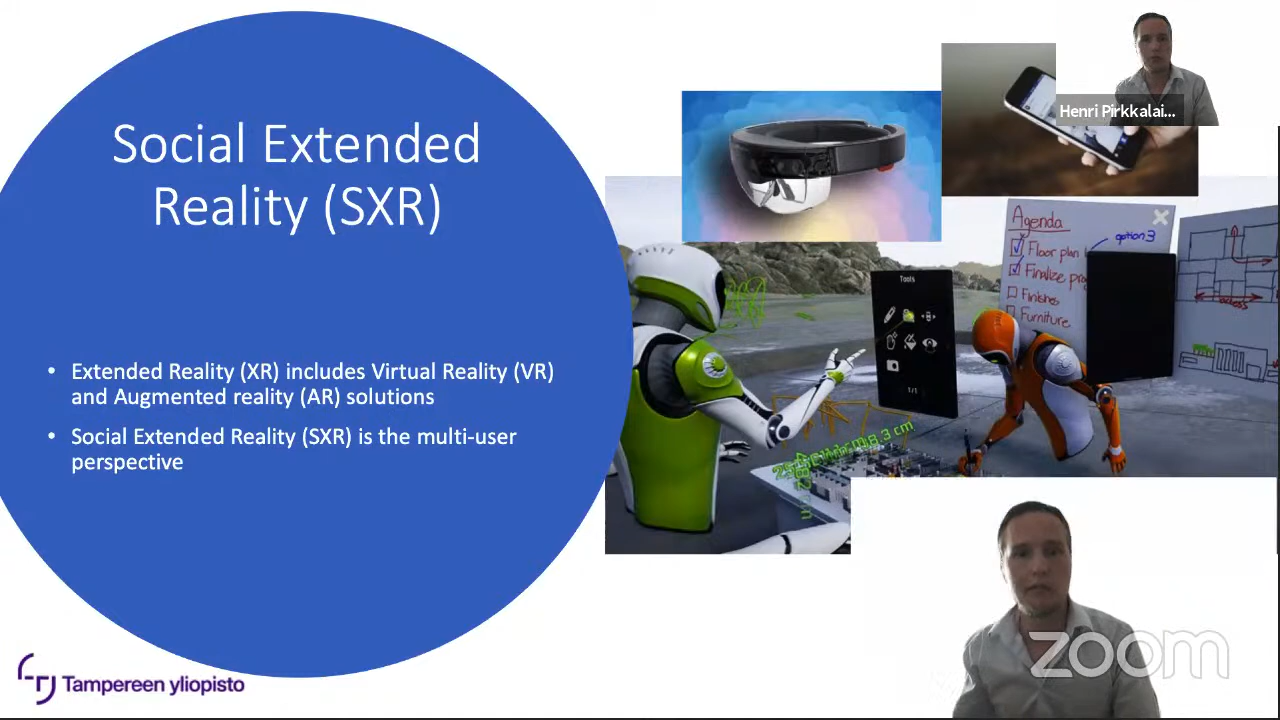 Social Extended
Reality (SXR)
• Extended Reality (XR) includes Virtual Reality (VR)
and Augmented reality (AR) solutions
• Social Extended Reality (SXR) is the multi-user
perspective
Tampereen yliopisto
Henri Pirkkalai...
Agenda
Floor plan
option 3
Finalize
Finishes
Furniture
Tools
1/1
zoom